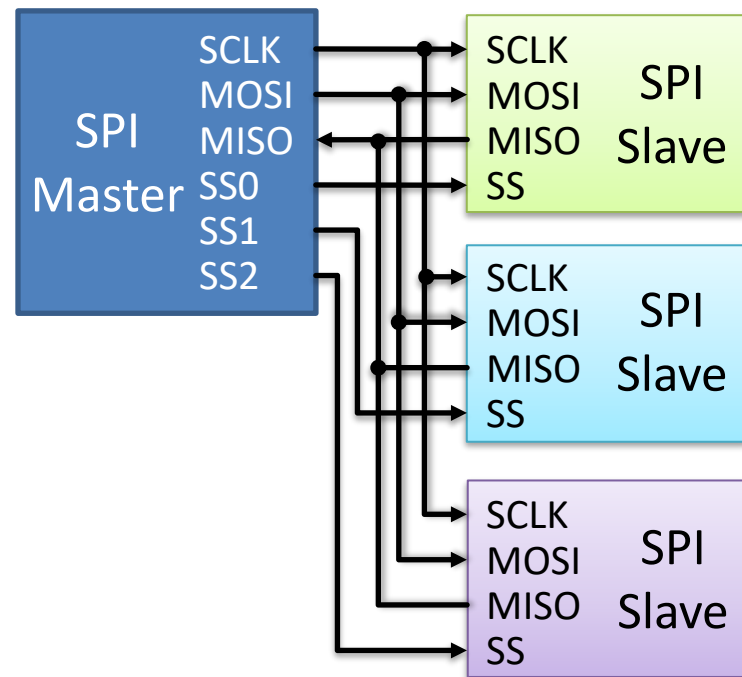 SPI
Master
SCLK
MOSI
MISO
SS0
SS1
SS2
SCLK
MOSI
MISO
SS
SPI
Slave
SCLK
MOSI
MISO
SS
SPI
Slave
SCLK
MOSI
MISO
SS
SPI
Slave